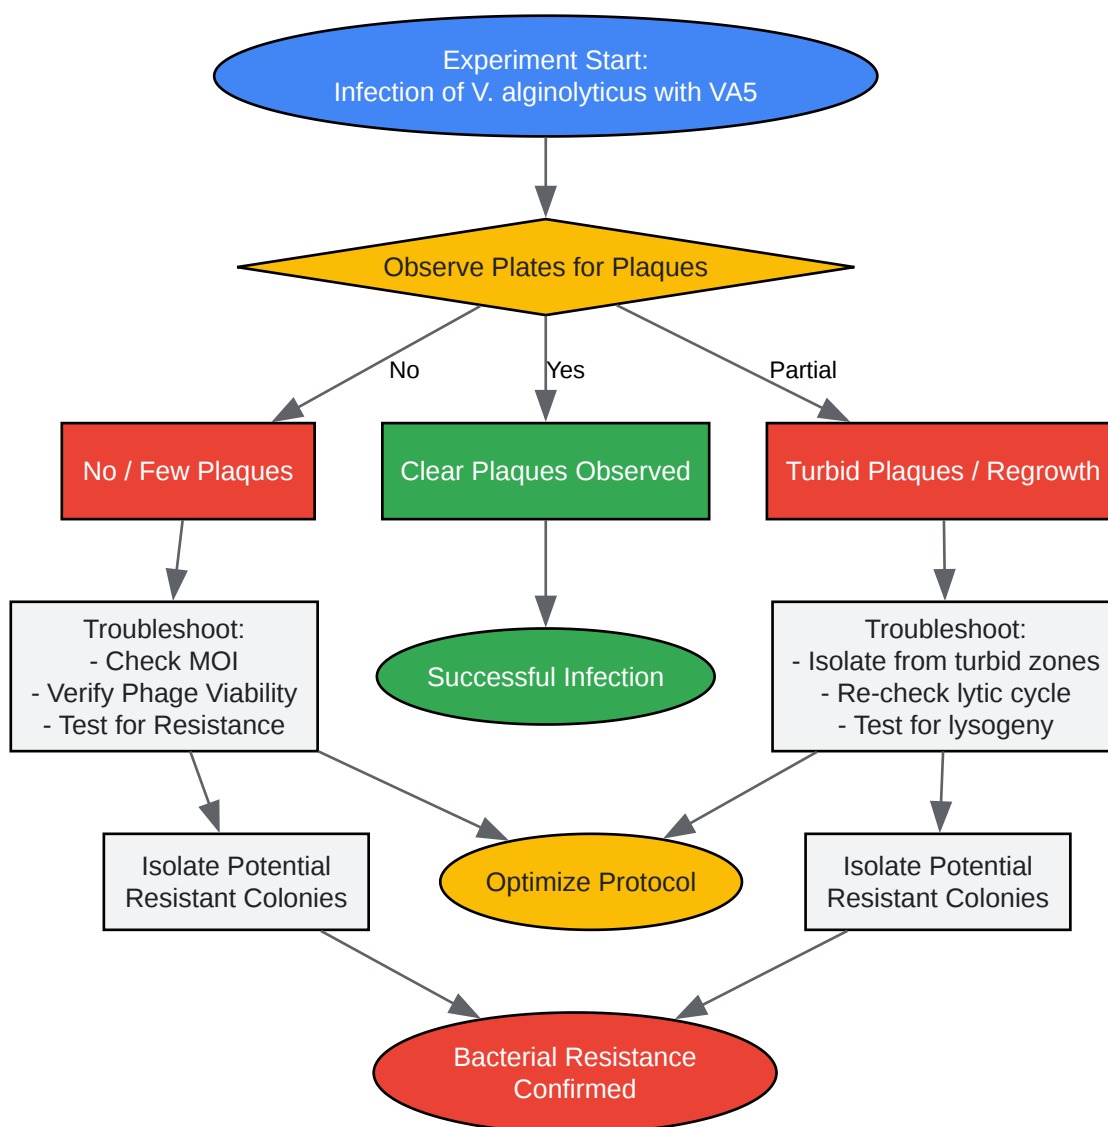 Experiment Start:
Infection of V. alginolyticus with VA5
Observe Plates for Plaques
No
Yes
Partial
No / Few Plaques
Clear Plaques Observed
Turbid Plaques / Regrowth
Troubleshoot:
- Check MOI
- Verify Phage Viability
- Test for Resistance
Successful Infection
Troubleshoot:
- Isolate from turbid zones
- Re-check lytic cycle
- Test for lysogeny
Isolate Potential
Resistant Colonies
Optimize Protocol
Isolate Potential
Resistant Colonies
Bacterial Resistance
Confirmed